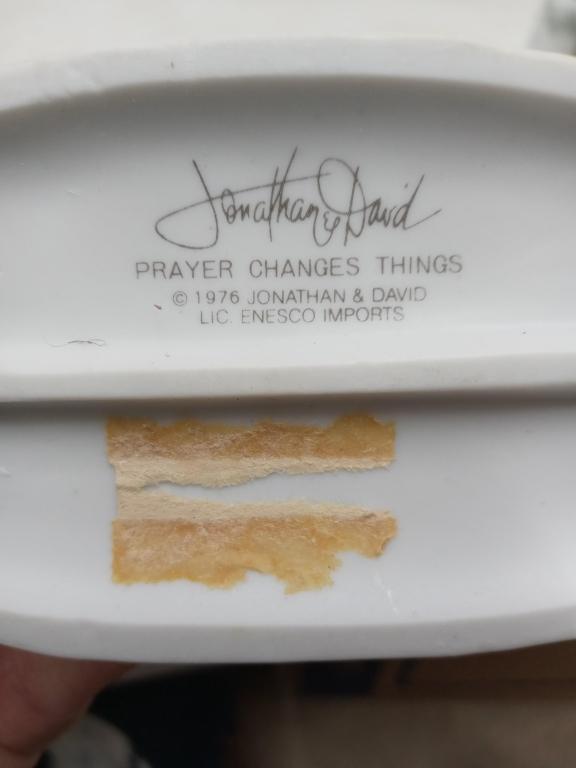 Jonathan & David
PRAYER CHANGES THINGS
© 1976 JONATHAN & DAVID
LIC. ENESCO IMPORTS